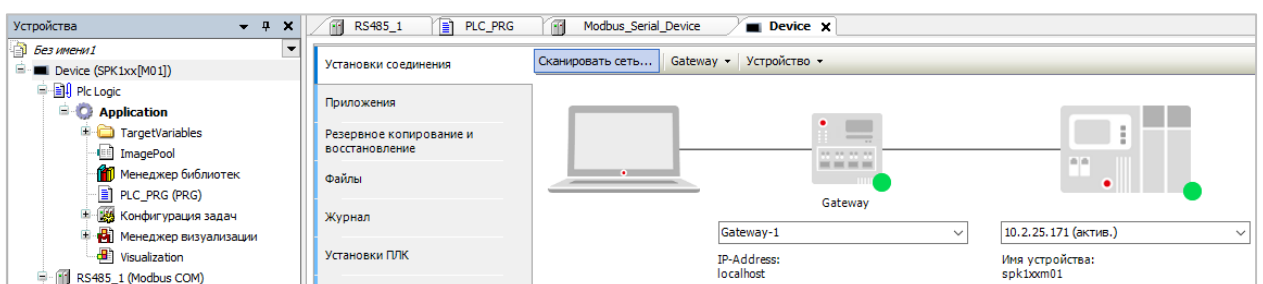 Устройства
Без имени1
Device (SPK1xx[M01])
Plc Logic
Application
TargetVariables
ImagePool
Менеджер библиотек
PLC_PRG (PRG)
Конфигурация задач
Менеджер визуализации
Visualization
RS485_1 (Modbus COM)
RS485_1
PLC_PRG
Modbus_Serial_Device
Device
Установки соединения
Приложения
Резервное копирование и
восстановление
Файлы
Журнал
Установки ПЛК
Сканировать сеть...
Gateway
Устройство
Gateway
Gateway-1
IP-Address:
localhost
10.2.25.171 (актив.)
Имя устройства:
spk1xxm01